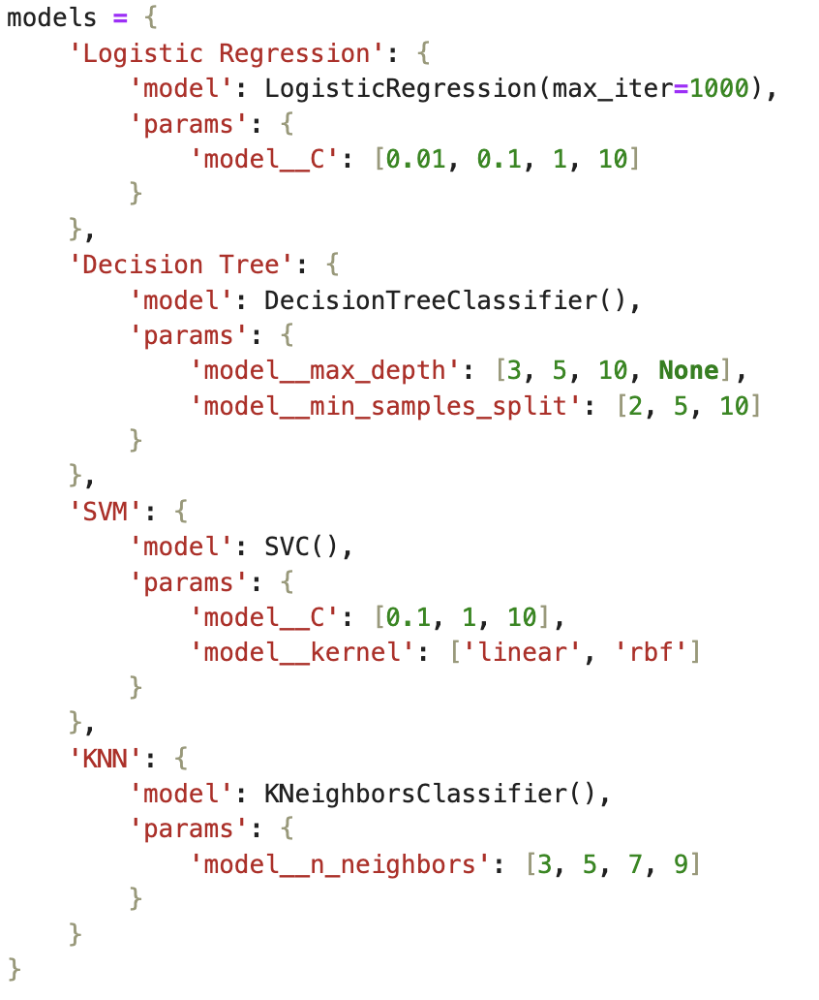 models = {
    'Logistic Regression': {
        'model': LogisticRegression(max_iter=1000),
        'params': {
            'model__C': [0.01, 0.1, 1, 10]
        }
    },
    'Decision Tree': {
        'model': DecisionTreeClassifier(),
        'params': {
            'model__max_depth': [3, 5, 10, None],
            'model__min_samples_split': [2, 5, 10]
        }
    },
    'SVM': {
        'model': SVC(),
        'params': {
            'model__C': [0.1, 1, 10],
            'model__kernel': ['linear', 'rbf']
        }
    },
    'KNN': {
        'model': KNeighborsClassifier(),
        'params': {
            'model__n_neighbors': [3, 5, 7, 9]
        }
    }
}